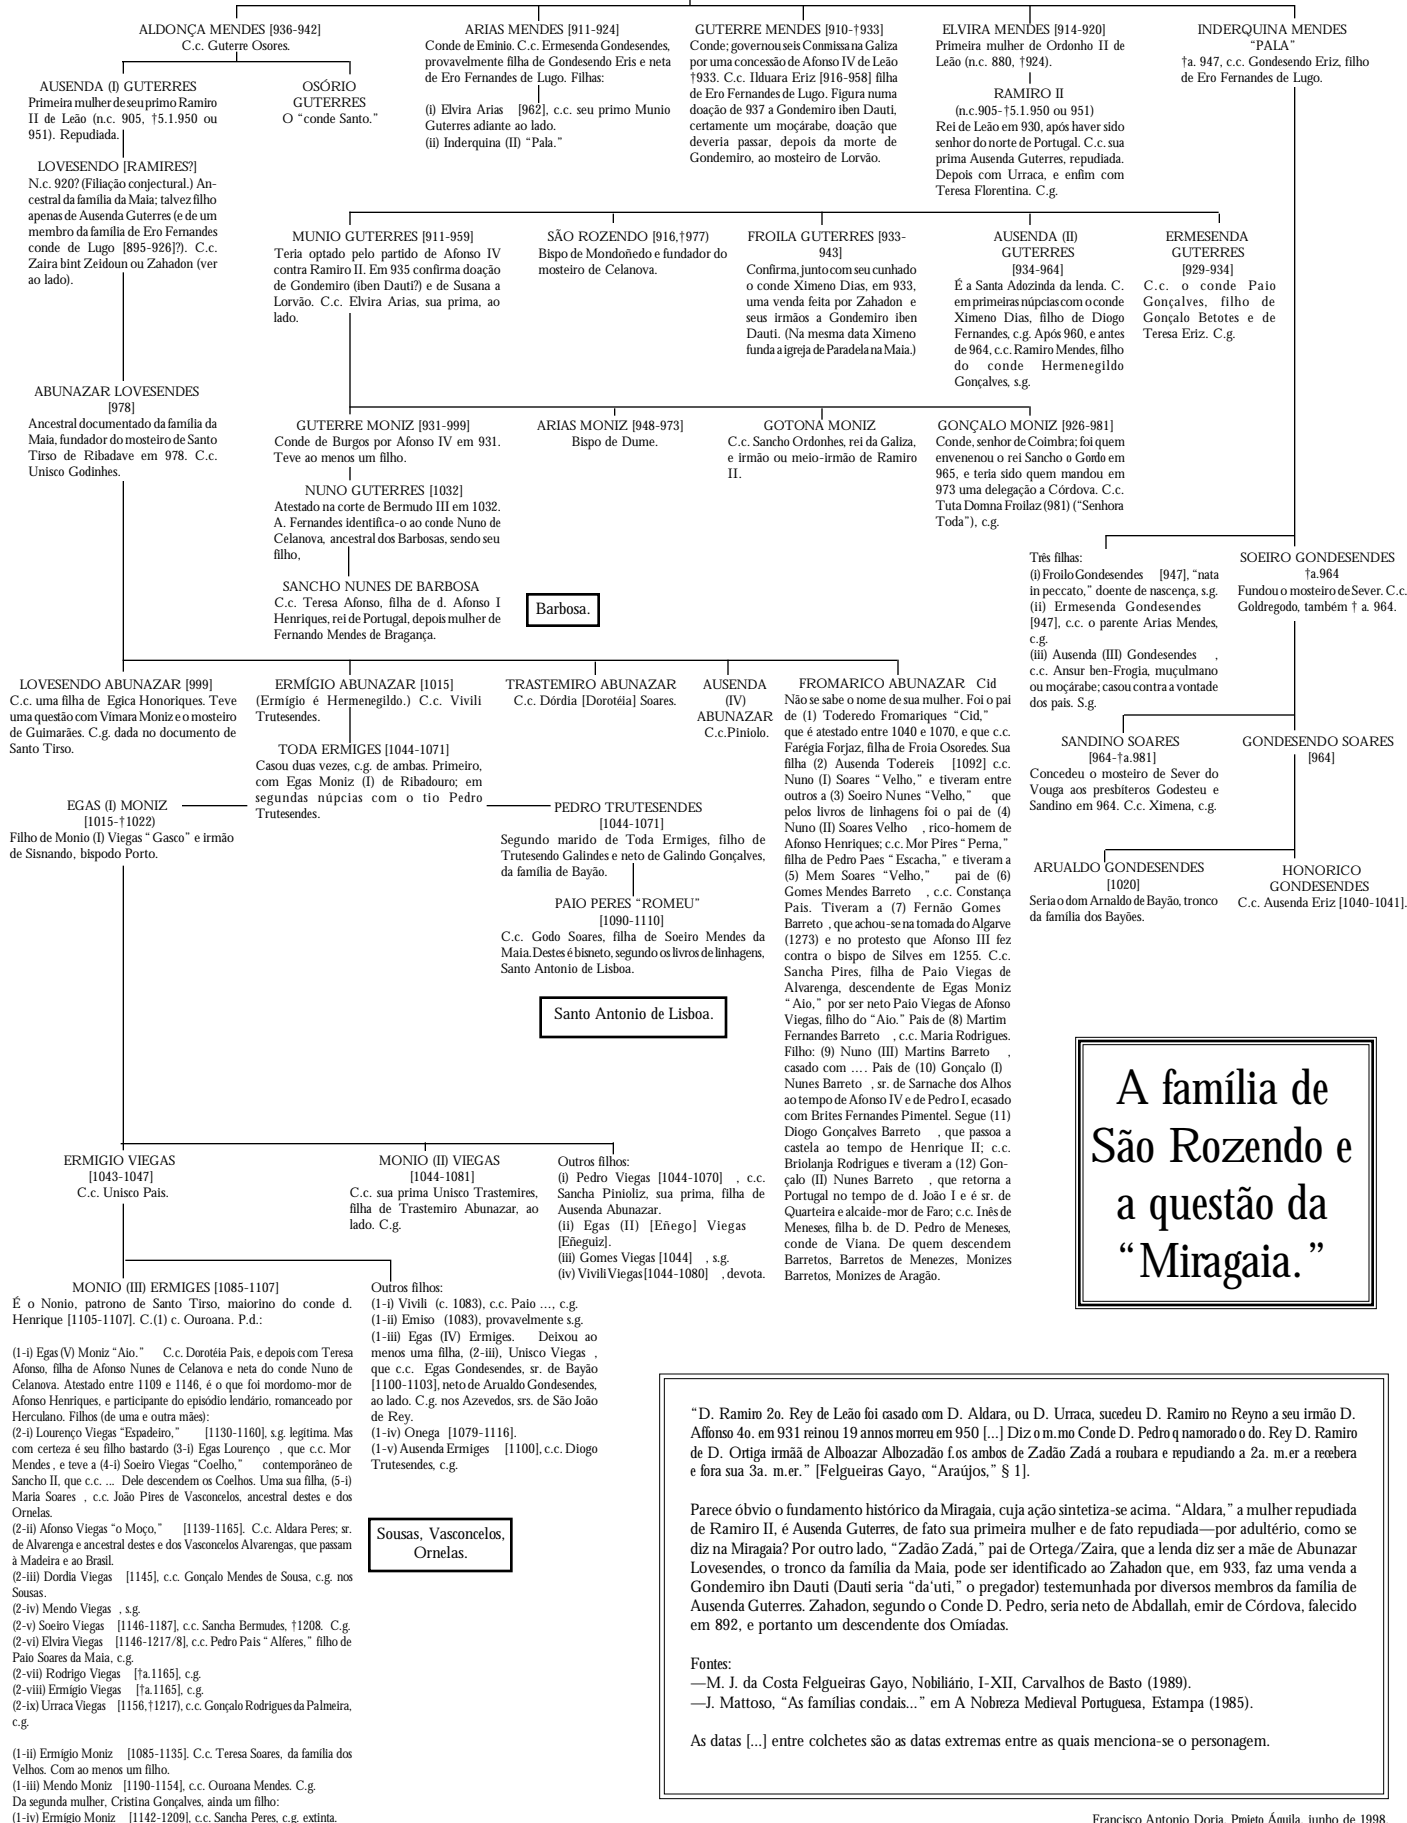 ALDONÇA MENDES [936-942]
C.c. Guterre Osores.
ARIAS MENDES [911-924]
Conde de Eminio. C.c. Ermesenda Gondesendes,
provavelmente filha de Gondesendo Eris e neta
de Ero Fernandes de Lugo. Filhas:
(i) Elvira Arias [962], c.c. seu primo Munio
Guterres adiante ao lado.
(ii) Inderquina (II) “Pala.”
GUTERRE MENDES [910-†933]
Conde; governou seis Conmissa na Galiza
por uma concessão de Afonso IV de Leão
†933. C.c. Ilduara Eriz [916-958] filha
de Ero Fernandes de Lugo. Figura numa
doação de 937 a Gondemiro iben Dauti,
certamente um moçárabe, doação que
deveria passar, depois da morte de
Gondemiro, ao mosteiro de Lorvão.
ELVIRA MENDES [914-920]
Primeira mulher de Ordonho II de
Leão (n.c. 880, †924).
RAMIRO II
(n.c.905-†5.1.950 ou 951)
Rei de Leão em 930, após haver sido
senhor do norte de Portugal. C.c. sua
prima Ausenda Guterres, repudiada.
Depois com Urraca, e enfim com
Teresa Florentina. C.g.
INDERQUINA MENDES
“PALA”
†a. 947, c.c. Gondesendo Eriz, filho
de Ero Fernandes de Lugo.
AUSENDA (I) GUTERRES
Primeira mulher de seu primo Ramiro
II de Leão (n.c. 905, †5.1.950 ou
951). Repudiada.
OSÓRIO
GUTERRES
O “conde Santo.”
LOVESENDO [RAMIRES?]
N.c. 920? (Filiação conjectural.) An-
cestral da família da Maia; talvez filho
apenas de Ausenda Guterres (e de um
membro da família de Ero Fernandes
conde de Lugo [895-926]?). C.c.
Zaira bint Zeidoun ou Zahadon (ver
ao lado).
MUNIO GUTERRES [911-959]
Teria optado pelo partido de Afonso IV
contra Ramiro II. Em 935 confirma doação
de Gondemiro (iben Dauti?) e de Susana a
Lorvão. C.c. Elvira Arias, sua prima, ao
lado.
SÃO ROZENDO [916,†977)
Bispo de Mondoñedo e fundador do
mosteiro de Celanova.
FROILA GUTERRES [933-
943]
Confirma, junto com seu cunhado
o conde Ximeno Dias, em 933,
uma venda feita por Zahadon e
seus irmãos a Gondemiro iben
Dauti. (Na mesma data Ximeno
funda a igreja de Paradela na Maia.)
AUSENDA (II)
GUTERRES
[934-964]
É a Santa Adozinda da lenda. C.
em primeiras núpcias com o conde
Ximeno Dias, filho de Diogo
Fernandes, c.g. Após 960, e antes
de 964, c.c. Ramiro Mendes, filho
do conde Hermenegildo
Gonçalves, s.g.
ERMESENDA
GUTERRES
[929-934]
C.c. o conde Paio
Gonçalves, filho de
Gonçalo Betotes e de
Teresa Eriz. C.g.
ABUNAZAR LOVESENDES
[978]
Ancestral documentado da família da
Maia, fundador do mosteiro de Santo
Tirso de Ribadave em 978. C.c.
Unisco Godinhes.
GUTERRE MONIZ [931-999]
Conde de Burgos por Afonso IV em 931.
Teve ao menos um filho.
ARIAS MONIZ [948-973]
Bispo de Dume.
GOTONA MONIZ
C.c. Sancho Ordonhes, rei da Galiza,
e irmão ou meio-irmão de Ramiro
II.
GONÇALO MONIZ [926-981]
Conde, senhor de Coimbra; foi quem
envenenou o rei Sancho o Gordo em
965, e teria sido quem mandou em
973 uma delegação a Córdova. C.c.
Tuta Domna Froilaz (981) (“Senhora
Toda”), c.g.
NUNO GUTERRES [1032]
Atestado na corte de Bermudo III em 1032.
A. Fernandes identifica-o ao conde Nuno de
Celanova, ancestral dos Barbosas, sendo seu
filho,
SANCHO NUNES DE BARBOSA
C.c. Teresa Afonso, filha de d. Afonso I
Henriques, rei de Portugal, depois mulher de
Fernando Mendes de Bragança.
Barbosa.
Três filhas:
(i) Froilo Gondesendes [947], “nata
in peccato,” doente de nascença, s.g.
(ii) Ermesenda Gondesendes
[947], c.c. o parente Arias Mendes,
c.g.
(iii) Ausenda (III) Gondesendes ,
c.c. Ansur ben-Frogia, muçulmano
ou moçárabe; casou contra a vontade
dos pais. S.g.
SOEIRO GONDESENDES
†a.964
Fundou o mosteiro de Sever. C.c.
Goldregodo, também † a. 964.
LOVESENDO ABUNAZAR [999]
C.c. uma filha de Egica Honoriques. Teve
uma questão com Vimara Moniz e o mosteiro
de Guimarães. C.g. dada no documento de
Santo Tirso.
ERMÍGIO ABUNAZAR [1015]
(Ermígio é Hermenegildo.) C.c. Vivili
Trutesendes.
TRASTEMIRO ABUNAZAR
C.c. Dórdia [Dorotéia] Soares.
AUSENDA
(IV)
ABUNAZAR
C.c.Piniolo.
FROMARICO ABUNAZAR Cid
Não se sabe o nome de sua mulher. Foi o pai
de (1) Toderedo Fromariques “Cid,”
que é atestado entre 1040 e 1070, e que c.c.
Farégia Forjaz, filha de Froia Osoredes. Sua
filha (2) Ausenda Todereis [1092] c.c.
Nuno (I) Soares “Velho,” e tiveram entre
outros a (3) Soeiro Nunes “Velho,” que
pelos livros de linhagens foi o pai de (4)
Nuno (II) Soares Velho , rico-homem de
Afonso Henriques; c.c. Mor Pires “Perna,”
filha de Pedro Paes “Escacha,” e tiveram a
(5) Mem Soares “Velho,” pai de (6)
Gomes Mendes Barreto , c.c. Constança
Pais. Tiveram a (7) Fernão Gomes
Barreto , que achou-se na tomada do Algarve
(1273) e no protesto que Afonso III fez
contra o bispo de Silves em 1255. C.c.
Sancha Pires, filha de Paio Viegas de
Alvarenga, descendente de Egas Moniz
“Aio,” por ser neto Paio Viegas de Afonso
Viegas, filho do “Aio.” Pais de (8) Martim
Fernandes Barreto , c.c. Maria Rodrigues.
Filho: (9) Nuno (III) Martins Barreto ,
casado com .... Pais de (10) Gonçalo (I)
Nunes Barreto , sr. de Sarnache dos Alhos
ao tempo de Afonso IV e de Pedro I, ecasado
com Brites Fernandes Pimentel. Segue (11)
Diogo Gonçalves Barreto , que passoa a
castela ao tempo de Henrique II; c.c.
Briolanja Rodrigues e tiveram a (12) Gon-
çalo (II) Nunes Barreto , que retorna a
Portugal no tempo de d. João I e é sr. de
Quarteira e alcaide-mor de Faro; c.c. Inês de
Meneses, filha b. de D. Pedro de Meneses,
conde de Viana. De quem descendem
Barretos, Barretos de Menezes, Monizes
Barretos, Monizes de Aragão.
TODA ERMIGES [1044-1071]
Casou duas vezes, c.g. de ambas. Primeiro,
com Egas Moniz (I) de Ribadouro; em
segundas núpcias com o tio Pedro
Trutesendes.
EGAS (I) MONIZ
[1015-†1022)
Filho de Monio (I) Viegas “Gasco” e irmão
de Sisnando, bispodo Porto.
PEDRO TRUTESENDES
[1044-1071]
Segundo marido de Toda Ermiges, filho de
Trutesendo Galindes e neto de Galindo Gonçalves,
da família de Bayão.
PAIO PERES “ROMEU”
[1090-1110]
C.c. Godo Soares, filha de Soeiro Mendes da
Maia.Destes é bisneto, segundo os livros de linhagens,
Santo Antonio de Lisboa.
Santo Antonio de Lisboa.
SANDINO SOARES
[964-†a.981]
Concedeu o mosteiro de Sever do
Vouga aos presbíteros Godesteu e
Sandino em 964. C.c. Ximena, c.g.
GONDESENDO SOARES
[964]
ARUALDO GONDESENDES
[1020]
Seria o dom Arnaldo de Bayão, tronco
da família dos Bayões.
HONORICO
GONDESENDES
C.c. Ausenda Eriz [1040-1041].
A família de
São Rozendo e
a questão da
“Miragaia.”
ERMIGIO VIEGAS
[1043-1047]
C.c. Unisco Pais.
MONIO (II) VIEGAS
[1044-1081]
C.c. sua prima Unisco Trastemires,
filha de Trastemiro Abunazar, ao
lado. C.g.
Outros filhos:
(i) Pedro Viegas [1044-1070] , c.c.
Sancha Pinioliz, sua prima, filha de
Ausenda Abunazar.
(ii) Egas (II) [Eñego] Viegas
[Eñeguiz].
(iii) Gomes Viegas [1044] , s.g.
(iv) Vivili Viegas [1044-1080] , devota.
MONIO (III) ERMIGES [1085-1107]
É o Nonio, patrono de Santo Tirso, maiorino do conde d.
Henrique [1105-1107]. C.(1) c. Ouroana. P.d.:
(1-i) Egas (V) Moniz “Aio.” C.c. Dorotéia Pais, e depois com Teresa
Afonso, filha de Afonso Nunes de Celanova e neta do conde Nuno de
Celanova. Atestado entre 1109 e 1146, é o que foi mordomo-mor de
Afonso Henriques, e participante do episódio lendário, romanceado por
Herculano. Filhos (de uma e outra mães):
(2-i) Lourenço Viegas “Espadeiro,” [1130-1160], s.g. legítima. Mas
com certeza é seu filho bastardo (3-i) Egas Lourenço , que c.c. Mor
Mendes , e teve a (4-i) Soeiro Viegas “Coelho,” contemporâneo de
Sancho II, que c.c. ... Dele descendem os Coelhos. Uma sua filha, (5-i)
Maria Soares , c.c. João Pires de Vasconcelos, ancestral destes e dos
Ornelas.
(2-ii) Afonso Viegas “o Moço,” [1139-1165]. C.c. Aldara Peres; sr.
de Alvarenga e ancestral destes e dos Vasconcelos Alvarengas, que passam
à Madeira e ao Brasil.
(2-iii) Dordia Viegas [1145], c.c. Gonçalo Mendes de Sousa, c.g. nos
Sousas.
(2-iv) Mendo Viegas , s.g.
(2-v) Soeiro Viegas [1146-1187], c.c. Sancha Bermudes, †1208. C.g.
(2-vi) Elvira Viegas [1146-1217/8], c.c. Pedro Pais “Alferes,” filho de
Paio Soares da Maia, c.g.
(2-vii) Rodrigo Viegas [†a.1165], c.g.
(2-viii) Ermígio Viegas [†a.1165], c.g.
(2-ix) Urraca Viegas [1156,†1217), c.c. Gonçalo Rodrigues da Palmeira,
c.g.
(1-ii) Ermígio Moniz [1085-1135]. C.c. Teresa Soares, da família dos
Velhos. Com ao menos um filho.
(1-iii) Mendo Moniz [1190-1154], c.c. Ouroana Mendes. C.g.
Da segunda mulher, Cristina Gonçalves, ainda um filho:
(1-iv) Ermígio Moniz [1142-1209], c.c. Sancha Peres, c.g. extinta.
Outros filhos:
(1-i) Vivili (c. 1083), c.c. Paio ..., c.g.
(1-ii) Emiso (1083), provavelmente s.g.
(1-iii) Egas (IV) Ermiges. Deixou ao
menos uma filha, (2-iii), Unisco Viegas ,
que c.c. Egas Gondesendes, sr. de Bayão
[1100-1103], neto de Arualdo Gondesendes,
ao lado. C.g. nos Azevedos, srs. de São João
de Rey.
(1-iv) Onega [1079-1116].
(1-v) Ausenda Ermiges [1100], c.c. Diogo
Trutesendes, c.g.
Sousas, Vasconcelos,
Ornelas.
“D. Ramiro 2o. Rey de Leão foi casado com D. Aldara, ou D. Urraca, sucedeu D. Ramiro no Reyno a seu irmão D.
Affonso 4o. em 931 reinou 19 annos morreu em 950 [...] Diz o m.mo Conde D. Pedro q namorado o do. Rey D. Ramiro
de D. Ortiga irmãã de Alboazar Albozadão f.os ambos de Zadão Zadá a roubara e repudiando a 2a. m.er a recebera
e fora sua 3a. m.er.” [Felgueiras Gayo, “Araújos,” § 1].
Parece óbvio o fundamento histórico da Miragaia, cuja ação sintetiza-se acima. “Aldara,” a mulher repudiada
de Ramiro II, é Ausenda Guterres, de fato sua primeira mulher e de fato repudiada—por adultério, como se
diz na Miragaia? Por outro lado, “Zadão Zadá,” pai de Ortega/Zaira, que a lenda diz ser a mãe de Abunazar
Lovesendes, o tronco da família da Maia, pode ser identificado ao Zahadon que, em 933, faz uma venda a
Gondemiro ibn Dauti (Dauti seria “da‘uti,” o pregador) testemunhada por diversos membros da família de
Ausenda Guterres. Zahadon, segundo o Conde D. Pedro, seria neto de Abdallah, emir de Córdova, falecido
em 892, e portanto um descendente dos Omíadas.
Fontes:
—M. J. da Costa Felgueiras Gayo, Nobiliário, I-XII, Carvalhos de Basto (1989).
—J. Mattoso, “As famílias condais...” em A Nobreza Medieval Portuguesa, Estampa (1985).
As datas [...] entre colchetes são as datas extremas entre as quais menciona-se o personagem.
Francisco Antonio Doria, Projeto Águila, junho de 1998.